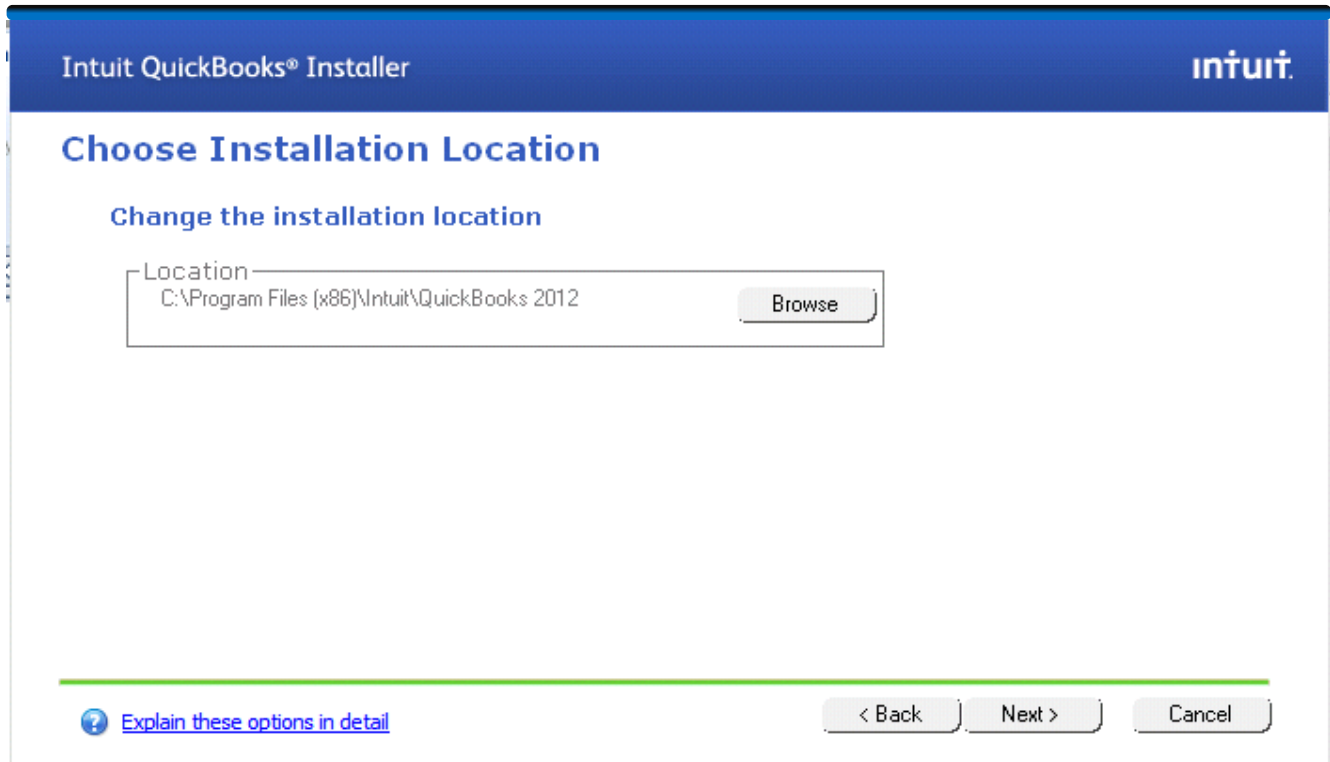 Intuit QuickBooks® Installer
intuit.
Choose Installation Location
Change the installation location
Location
C:\Program Files (x86)\Intuit\QuickBooks 2012
Browse
Explain these options in detail
< Back
Next >
Cancel